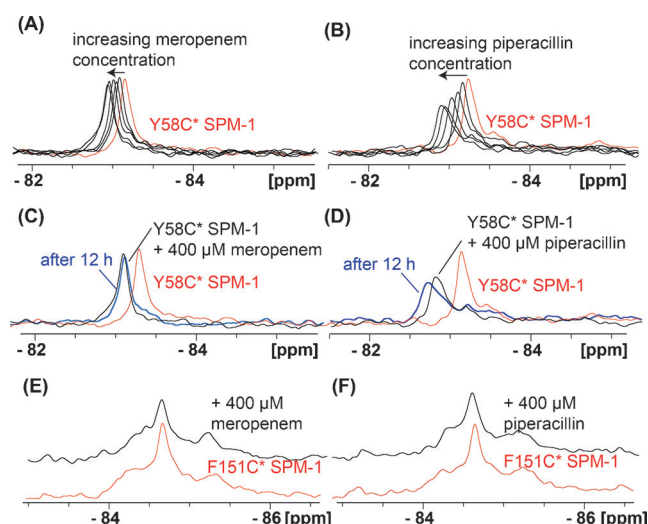 (A)
increasing meropenem
concentration
Y58C* SPM-1
- 82
- 84
[ppm]
(B)
increasing piperacillin
concentration
Y58C* SPM-1
- 82
- 84
[ppm]
(C)
Y58C* SPM-1
+ 400 µM meropenem
after 12 h
Y58C* SPM-1
- 82
- 84
[ppm]
(D)
Y58C* SPM-1
+ 400 µM piperacillin
after 12 h
Y58C* SPM-1
- 82
- 84
[ppm]
(E)
+ 400 µM
meropenem
F151C* SPM-1
- 84
- 86
[ppm]
(F)
+ 400 µM
piperacillin
F151C* SPM-1
- 84
- 86
[ppm]